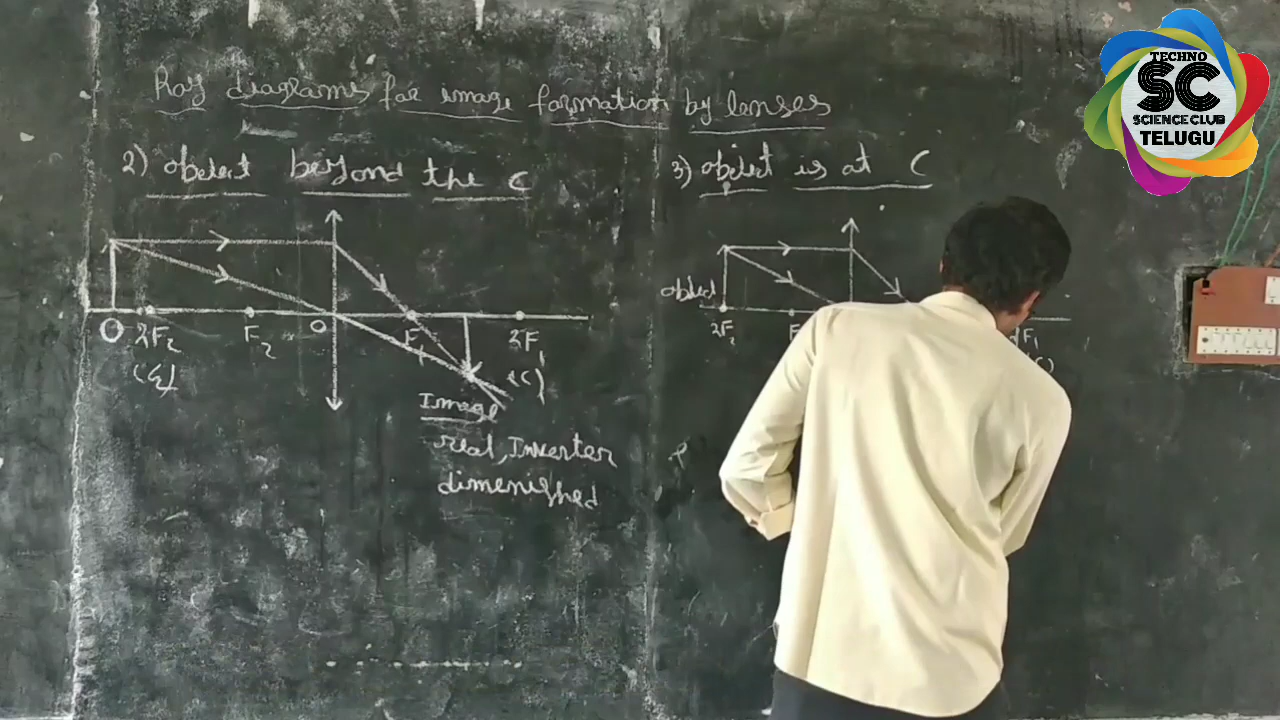 Ray diagrams for image formation by lenses
2) object beyond the C
3) object is at C
object
O 2F2 F2 O F1 2F1
(C2) (C)
2F2 F 2F1
Image
real, Inverter
dimenished
TECHNO
SC
SCIENCE CLUB
TELUGU